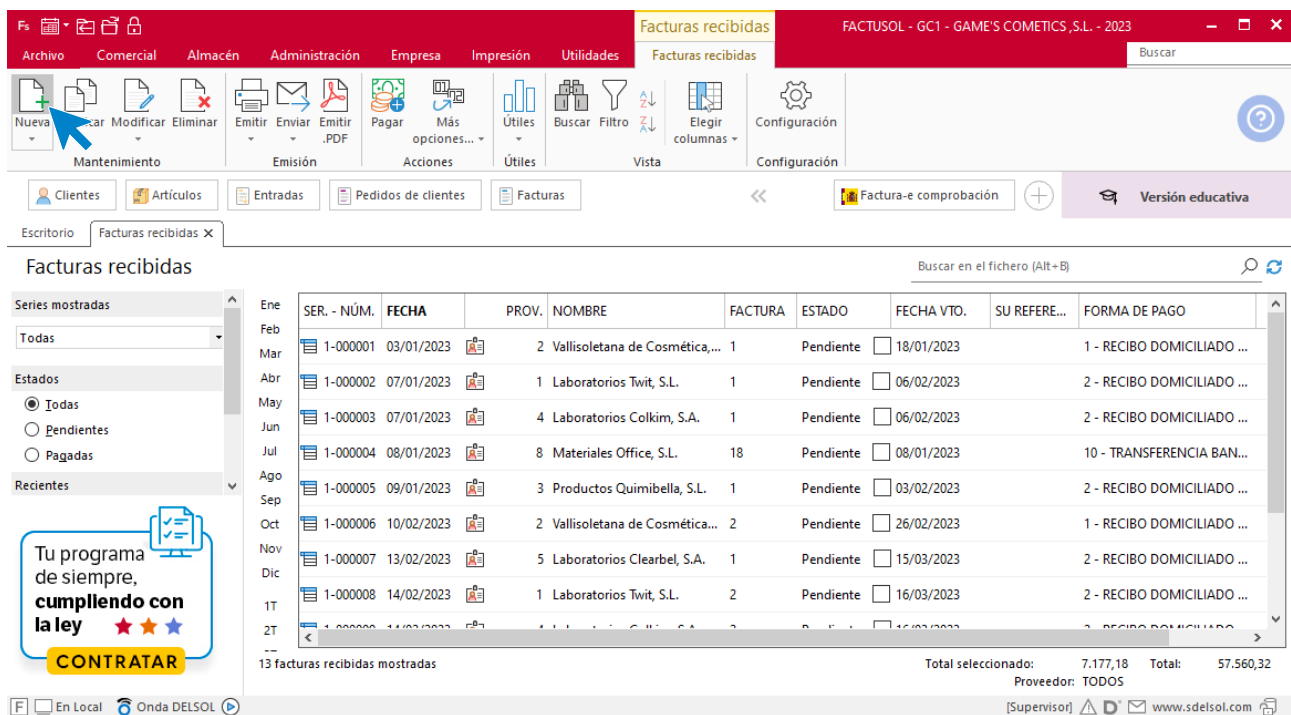 Fs
Facturas recibidas
FACTUSOL - GC1 - GAME'S COMETICS ,S.L. - 2023
Archivo Comercial Almacén Administración Empresa Impresión Utilidades Facturas recibidas Buscar
Nueva Modificar Eliminar Emitir Enviar Emitir .PDF Pagar Más opciones... Útiles Buscar Filtro Elegir columnas Configuración
Mantenimiento Emisión Acciones Útiles Vista Configuración
Clientes Artículos Entradas Pedidos de clientes Facturas Factura-e comprobación Versión educativa
Escritorio Facturas recibidas
Facturas recibidas Buscar en el fichero (Alt+B)
Series mostradas
Todas
Estados
Todas
Pendientes
Pagadas
Recientes
Tu programa
de siempre,
cumpliendo con
la ley
CONTRATAR
Ene
Feb
Mar
Abr
May
Jun
Jul
Ago
Sep
Oct
Nov
Dic
1T
2T
SER. - NÚM. FECHA PROV. NOMBRE FACTURA ESTADO FECHA VTO. SU REFERE... FORMA DE PAGO
1-000001 03/01/2023 2 Vallisoletana de Cosmética,... 1 Pendiente 18/01/2023 1 - RECIBO DOMICILIADO ...
1-000002 07/01/2023 1 Laboratorios Twit, S.L. 1 Pendiente 06/02/2023 2 - RECIBO DOMICILIADO ...
1-000003 07/01/2023 4 Laboratorios Colkim, S.A. 1 Pendiente 06/02/2023 2 - RECIBO DOMICILIADO ...
1-000004 08/01/2023 8 Materiales Office, S.L. 18 Pendiente 08/01/2023 10 - TRANSFERENCIA BAN...
1-000005 09/01/2023 3 Productos Quimibella, S.L. 1 Pendiente 03/02/2023 2 - RECIBO DOMICILIADO ...
1-000006 10/02/2023 2 Vallisoletana de Cosmética... 2 Pendiente 26/02/2023 1 - RECIBO DOMICILIADO ...
1-000007 13/02/2023 5 Laboratorios Clearbel, S.A. 1 Pendiente 15/03/2023 2 - RECIBO DOMICILIADO ...
1-000008 14/02/2023 1 Laboratorios Twit, S.L. 2 Pendiente 16/03/2023 2 - RECIBO DOMICILIADO ...
13 facturas recibidas mostradas Total seleccionado: 7.177,18 Total: 57.560,32
Proveedor: TODOS
F En Local Onda DELSOL [Supervisor] D www.sdelsol.com